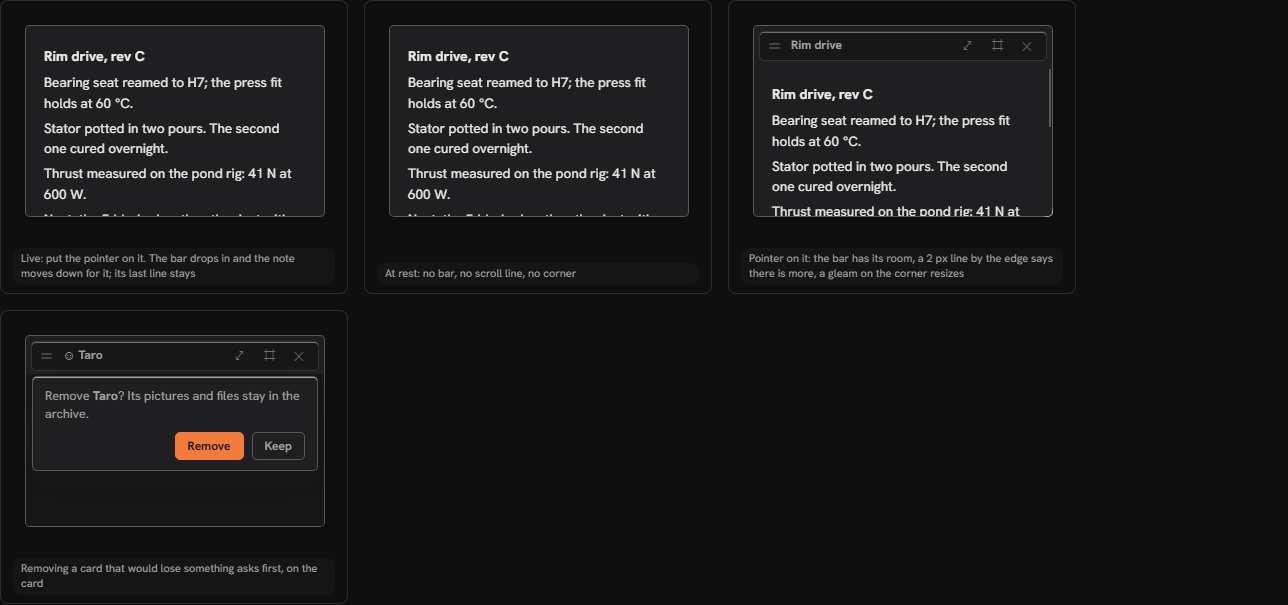 Rim drive, rev C
Bearing seat reamed to H7; the press fit
holds at 60 °C.
Stator potted in two pours. The second
one cured overnight.
Thrust measured on the pond rig: 41 N at
600 W.
Live: put the pointer on it. The bar drops in and the note
moves down for it; its last line stays
Rim drive, rev C
Bearing seat reamed to H7; the press fit
holds at 60 °C.
Stator potted in two pours. The second
one cured overnight.
Thrust measured on the pond rig: 41 N at
600 W.
At rest: no bar, no scroll line, no corner
Rim drive
Rim drive, rev C
Bearing seat reamed to H7; the press fit
holds at 60 °C.
Stator potted in two pours. The second
one cured overnight.
Thrust measured on the pond rig: 41 N at
Pointer on it: the bar has its room, a 2 px line by the edge says
there is more, a gleam on the corner resizes
Taro
Remove Taro? Its pictures and files stay in the
archive.
Remove
Keep
Removing a card that would lose something asks first, on the
card